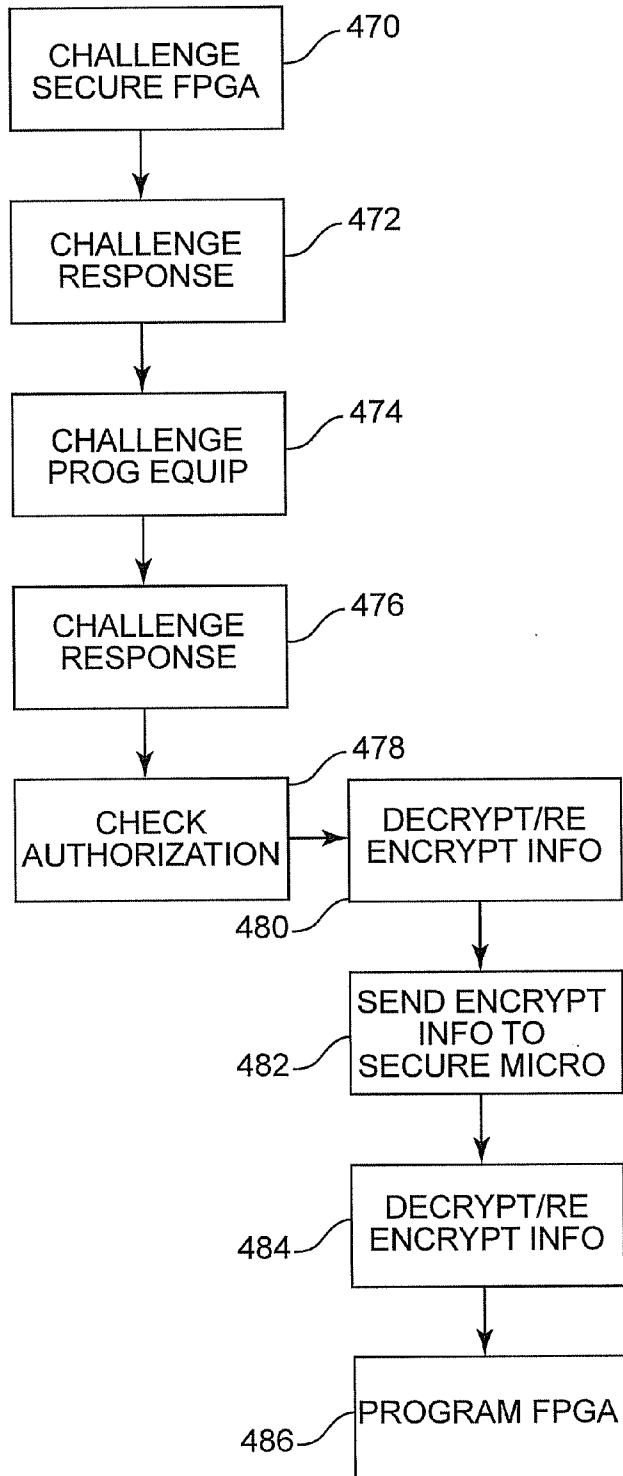 CHALLENGE
SECURE FPGA
470
CHALLENGE
RESPONSE
472
CHALLENGE
PROG EQUIP
474
CHALLENGE
RESPONSE
476
CHECK
AUTHORIZATION
478
DECRYPT/RE
ENCRYPT INFO
480
SEND ENCRYPT
INFO TO
SECURE MICRO
482
DECRYPT/RE
ENCRYPT INFO
484
PROGRAM FPGA
486